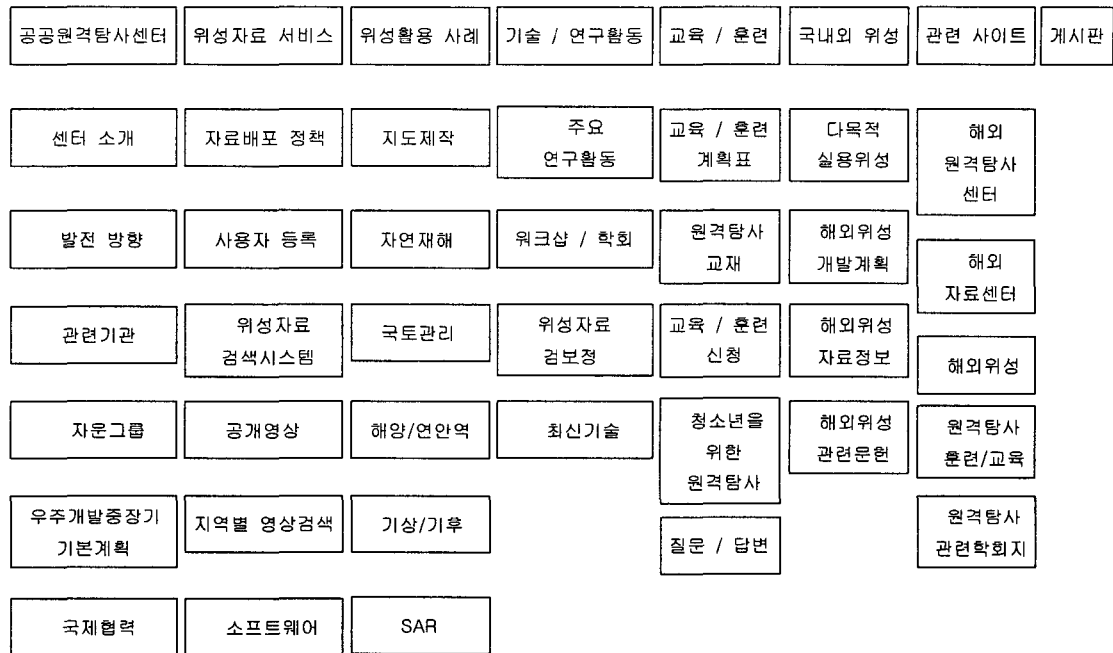 공공원격탐사센터
위성자료 서비스
위성활용 사례
기술 / 연구활동
교육 / 훈련
국내외 위성
관련 사이트
게시판
센터 소개
자료배포 정책
지도제작
주요
연구활동
교육 / 훈련
계획표
다목적
실용위성
해외
원격탐사
센터
발전 방향
사용자 등록
자연재해
워크샵 / 학회
원격탐사
교재
해외위성
개발계획
해외
자료센터
관련기관
위성자료
검색시스템
국토관리
위성자료
검보정
교육 / 훈련
신청
해외위성
자료정보
해외위성
자운그룹
공개영상
해양/연안역
최신기술
청소년을
위한
원격탐사
해외위성
관련문헌
원격탐사
훈련/교육
우주개발중장기
기본계획
지역별 영상검색
기상/기후
질문 / 답변
원격탐사
관련학회지
국제협력
소프트웨어
SAR